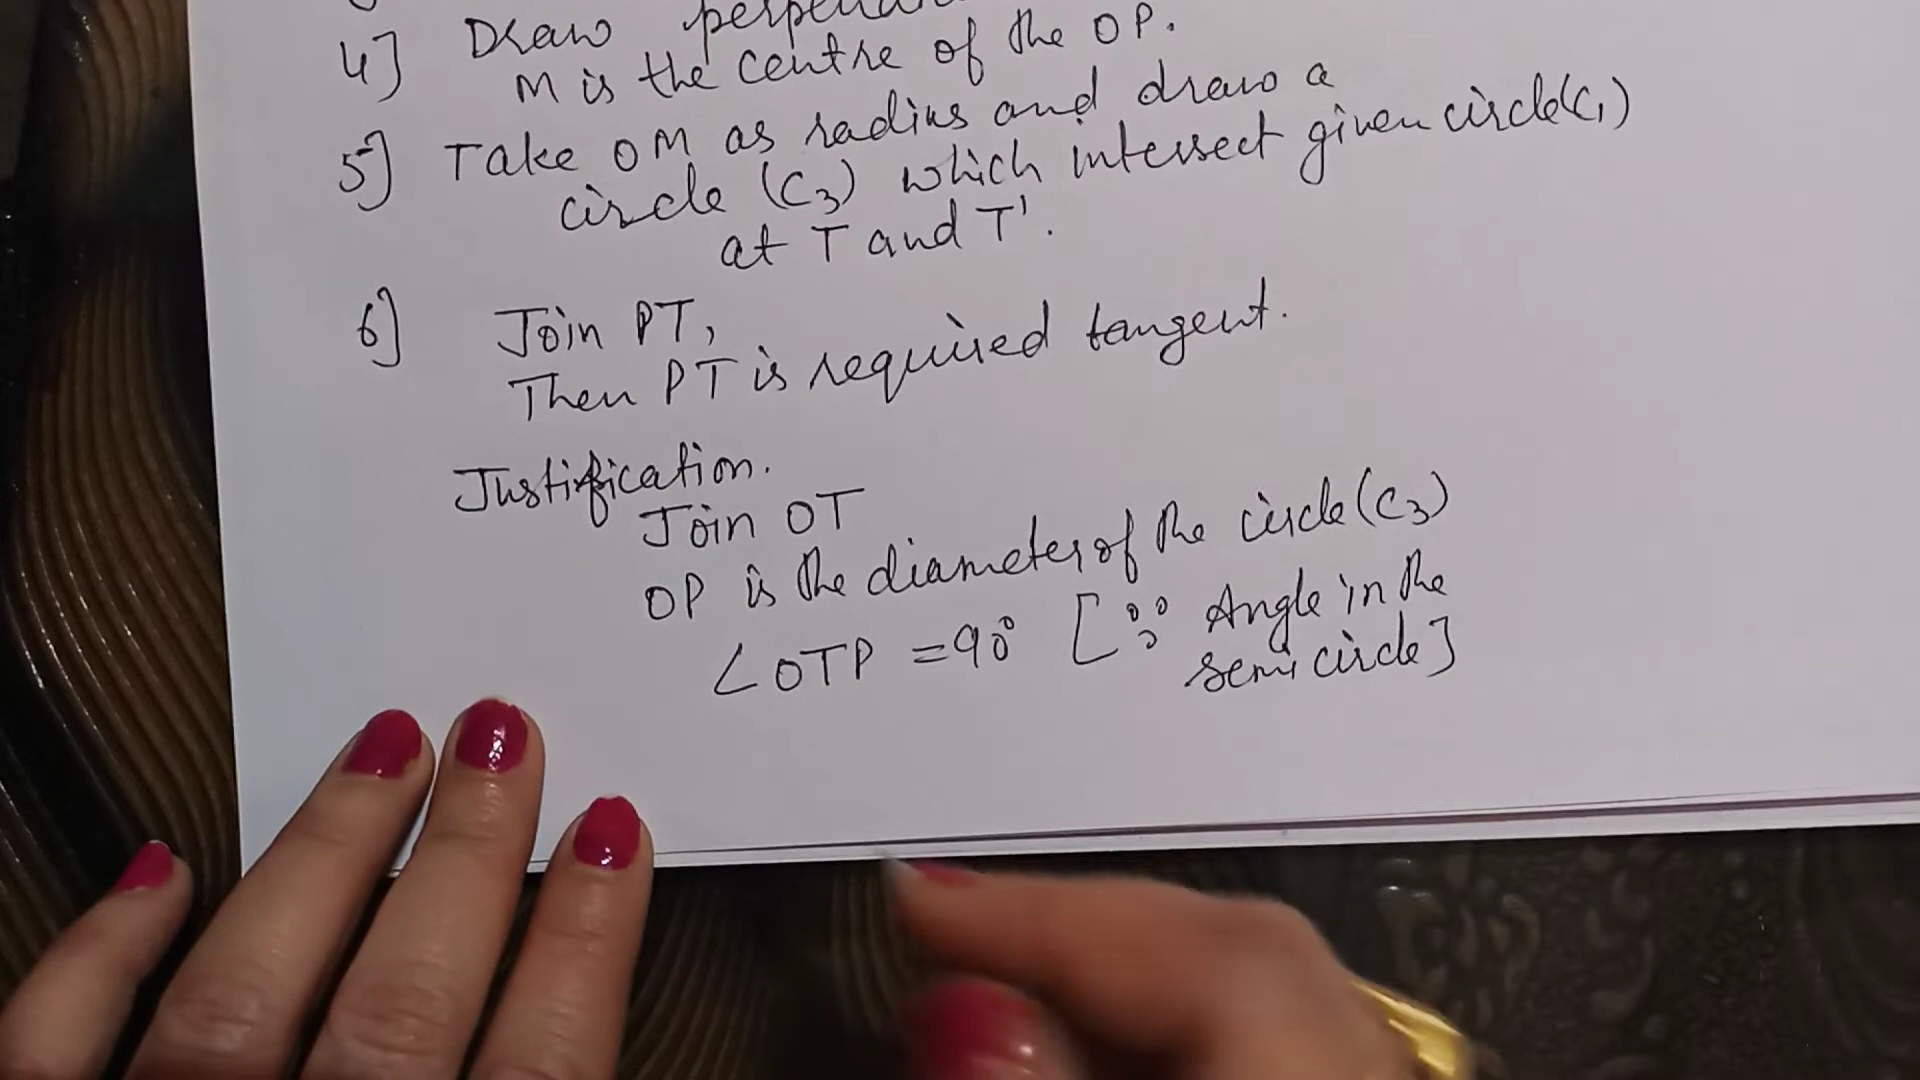 4] Draw
M is the centre of the OP.
5] Take OM as radius and draw a
circle (C₃) which intersect given circle(C₁)
at T and T'.
6] Join PT,
Then PT is required tangent.
Justification.
Join OT
OP is the diameter of the circle (C₃)
∠OTP = 90° [∵ Angle in the
semi circle]